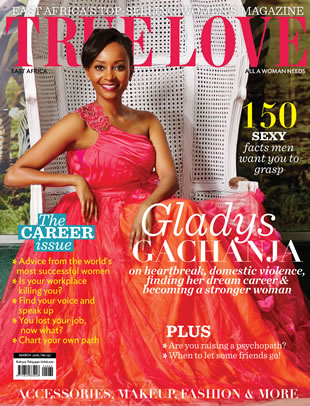 EAST AFRICA'S TOP-SELLING WOMEN'S MAGAZINE
TRUE LOVE
EAST AFRICA
ALL A WOMAN NEEDS
150
SEXY
facts men
want you to
grasp
The
CAREER
issue
* Advice from the world's
most successful women
* Is your workplace
killing you?
* Find your voice and
speak up
* You lost your job,
now what?
* Chart your own path
Gladys
GACHANJA
on heartbreak, domestic violence,
finding her dream career &
becoming a stronger woman
PLUS
* Are you raising a psychopath?
* When to let some friends go!
ACCESSORIES, MAKEUP, FASHION & MORE